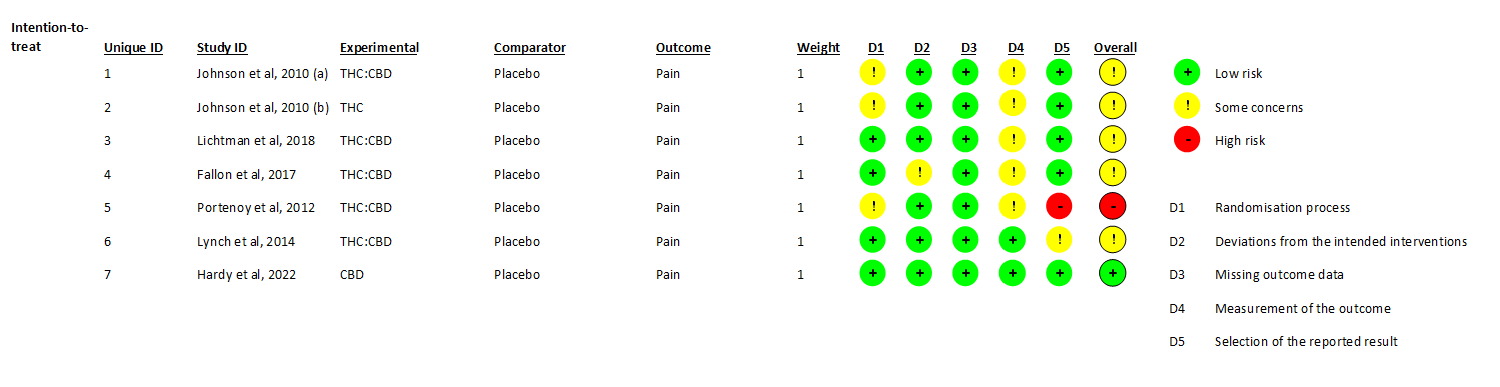 Intention-to-
treat
Unique ID Study ID Experimental Comparator Outcome Weight D1 D2 D3 D4 D5 Overall
1 Johnson et al, 2010 (a) THC:CBD Placebo Pain 1 ! + + ! + ! + Low risk
2 Johnson et al, 2010 (b) THC Placebo Pain 1 ! + + ! + ! ! Some concerns
3 Lichtman et al, 2018 THC:CBD Placebo Pain 1 + + + ! + ! - High risk
4 Fallon et al, 2017 THC:CBD Placebo Pain 1 + ! + ! + !
5 Portenoy et al, 2012 THC:CBD Placebo Pain 1 ! + + ! - - D1 Randomisation process
6 Lynch et al, 2014 THC:CBD Placebo Pain 1 + + + + ! ! D2 Deviations from the intended interventions
7 Hardy et al, 2022 CBD Placebo Pain 1 + + + + + + D3 Missing outcome data
D4 Measurement of the outcome
D5 Selection of the reported result